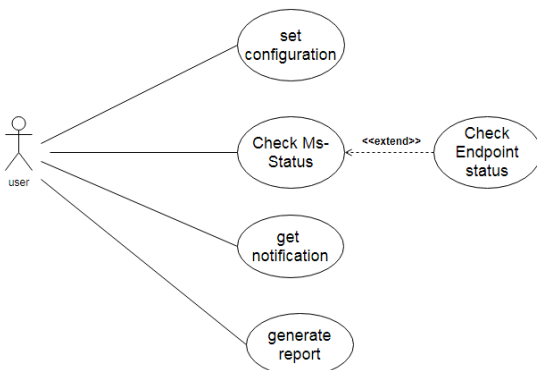 set
configuration
Check Ms-
Status
<<extend>>
Check
Endpoint
status
user
get
notification
generate
report